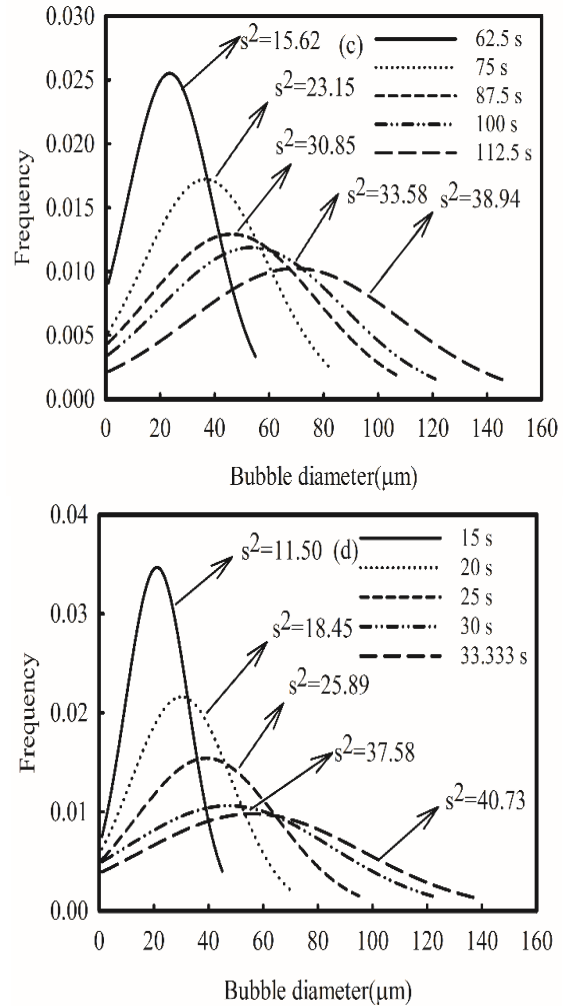 0.030
0.025
0.020
0.015
0.010
0.005
0.000
Frequency
s2=15.62
(c)
s2=23.15
s2=30.85
s2=33.58
s2=38.94
62.5 s
75 s
87.5 s
100 s
112.5 s
0 20 40 60 80 100 120 140 160
Bubble diameter(μm)
0.04
0.03
0.02
0.01
0.00
Frequency
s2=11.50
(d)
s2=18.45
s2=25.89
s2=37.58
s2=40.73
15 s
20 s
25 s
30 s
33.333 s
0 20 40 60 80 100 120 140 160
Bubble diameter(μm)